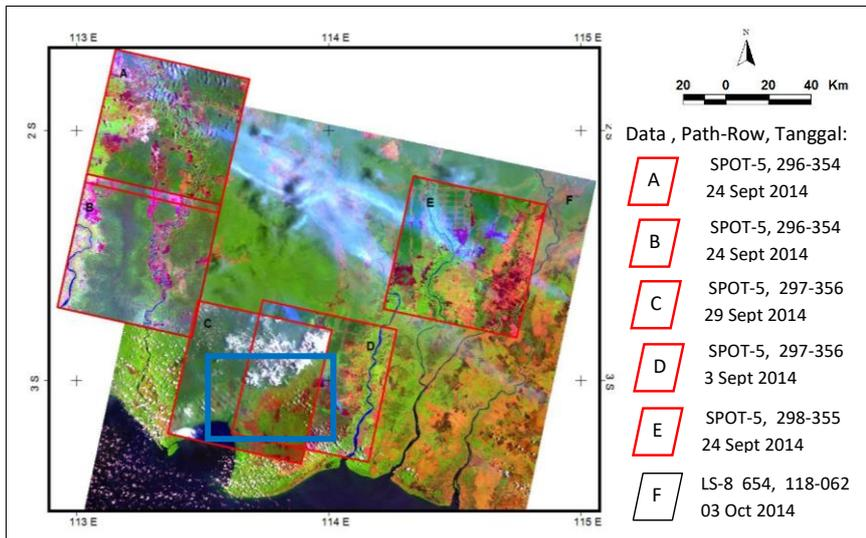 113 E 114 E 115 E
N
20 0 20 40 Km
2 S
2 S
3 S
3 S
A
B
C
D
E
F
113 E 114 E 115 E
Data , Path-Row, Tanggal:
A SPOT-5, 296-354
24 Sept 2014
B SPOT-5, 296-354
24 Sept 2014
C SPOT-5, 297-356
29 Sept 2014
D SPOT-5, 297-356
3 Sept 2014
E SPOT-5, 298-355
24 Sept 2014
F LS-8 654, 118-062
03 Oct 2014